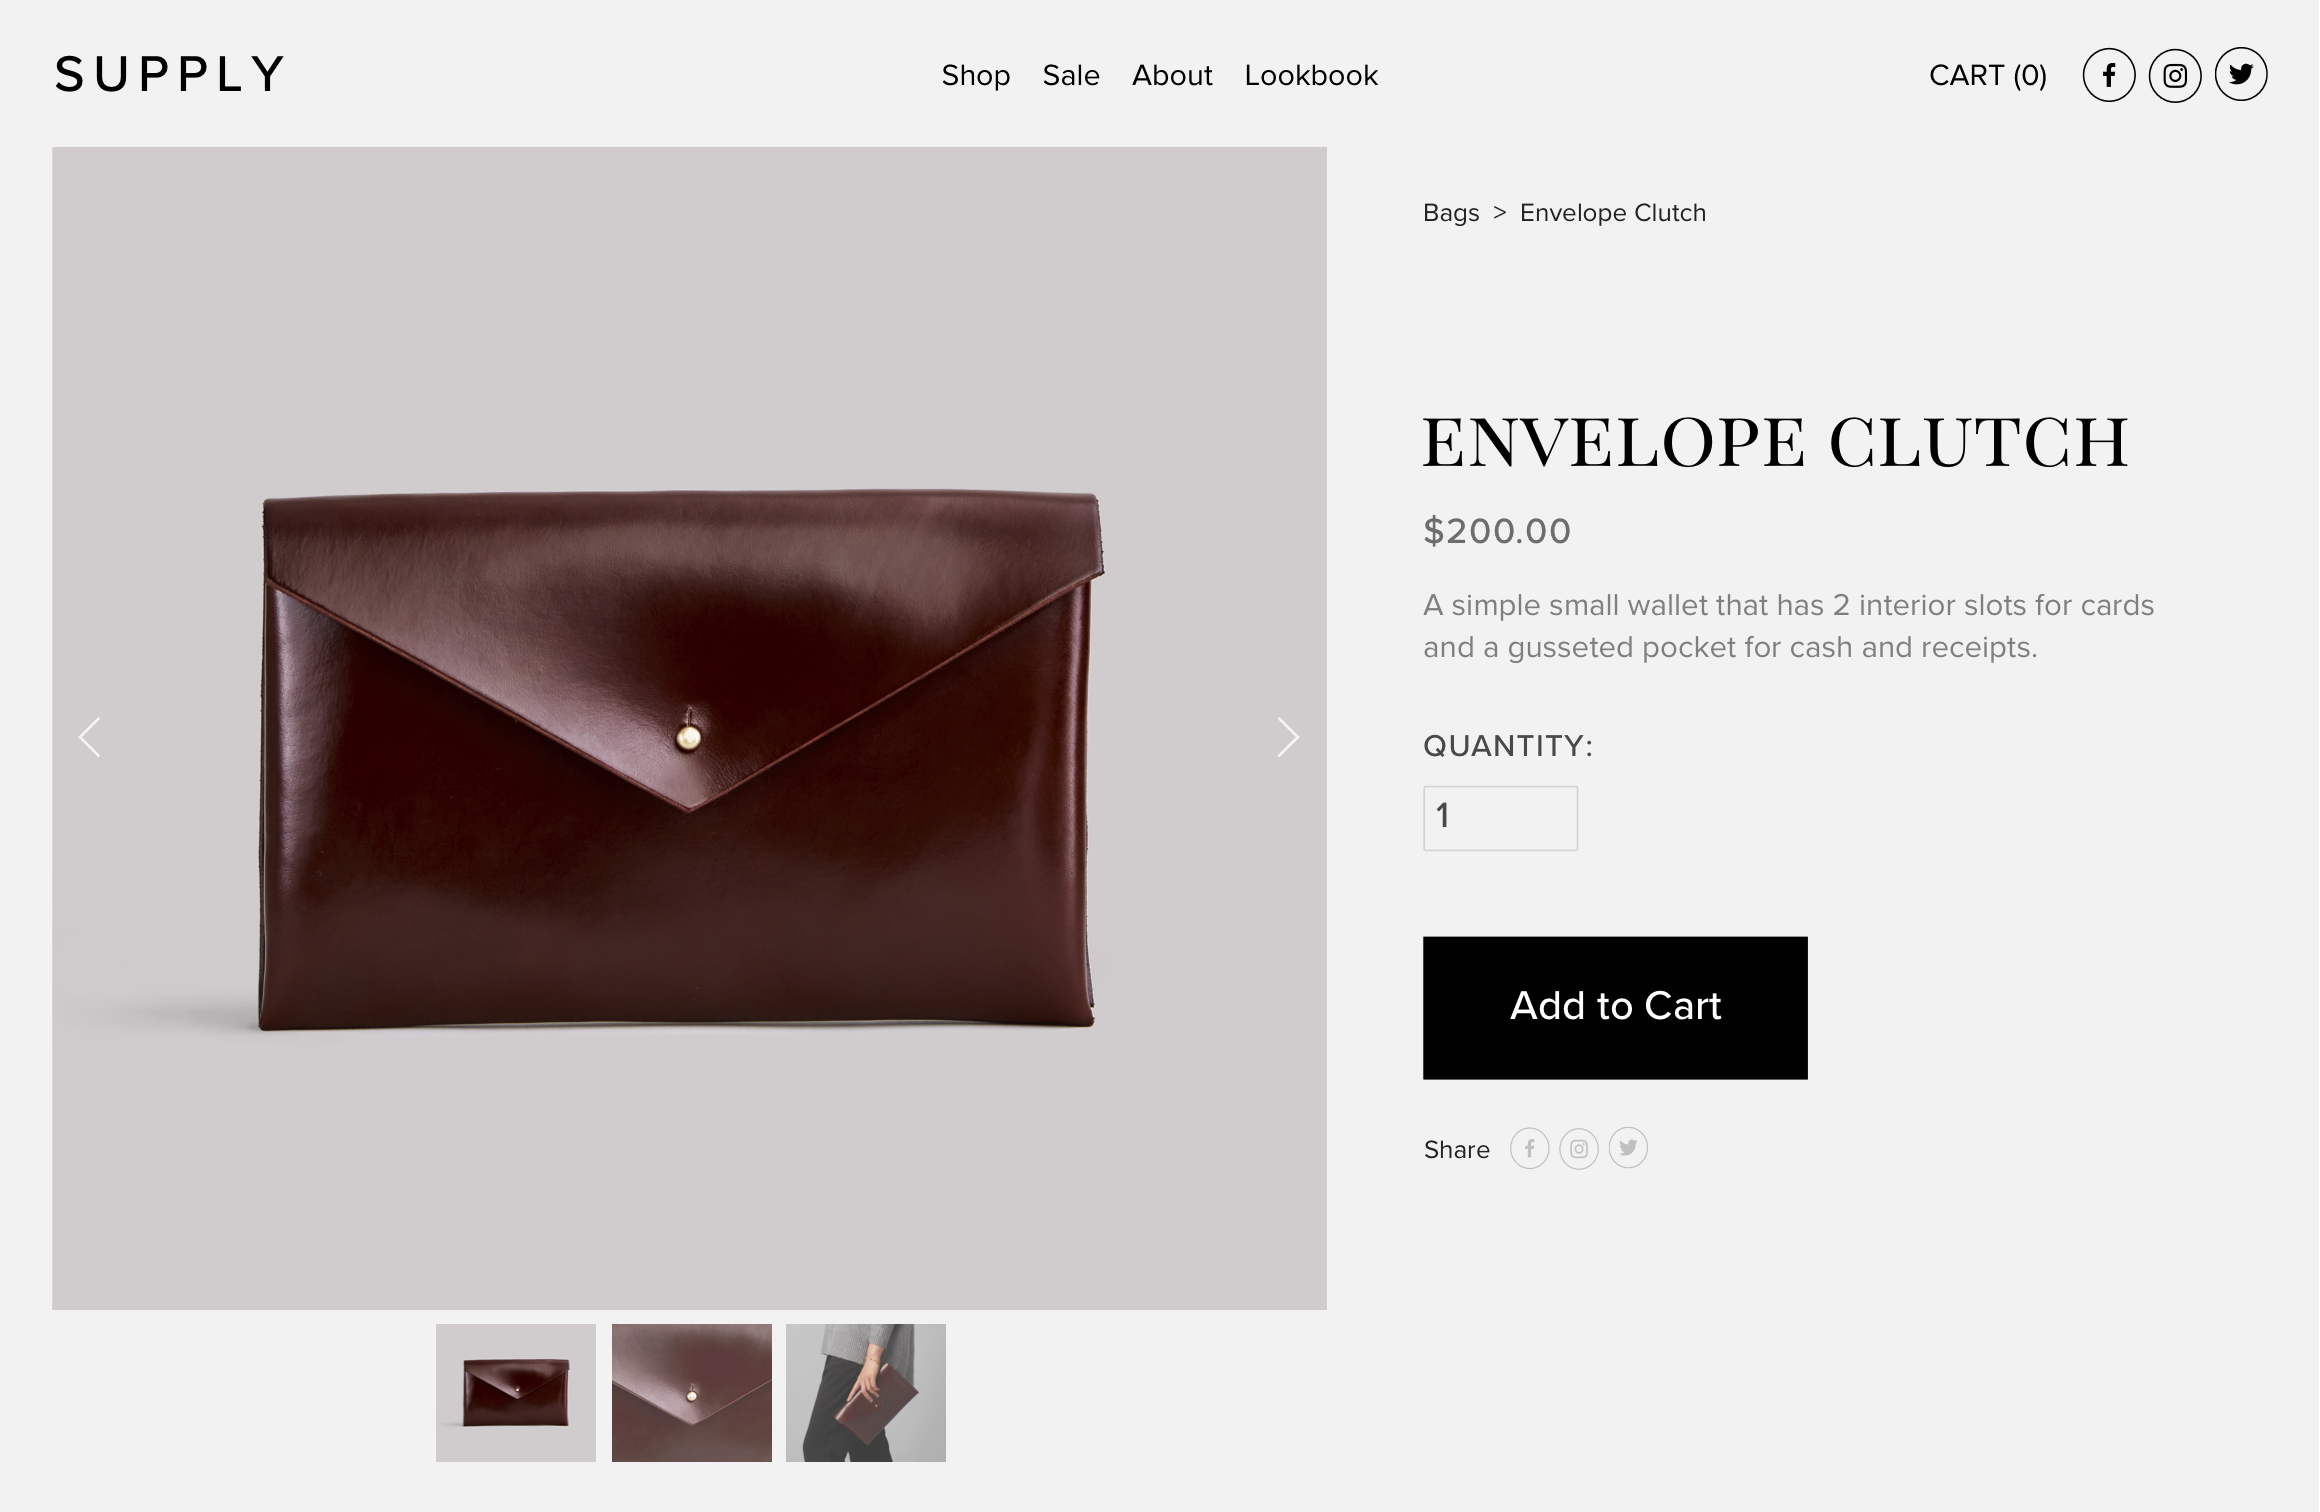 SUPPLY
Shop Sale About Lookbook
CART (0)
Bags > Envelope Clutch
ENVELOPE CLUTCH
$200.00
A simple small wallet that has 2 interior slots for cards
and a gusseted pocket for cash and receipts.
QUANTITY:
1
Add to Cart
Share